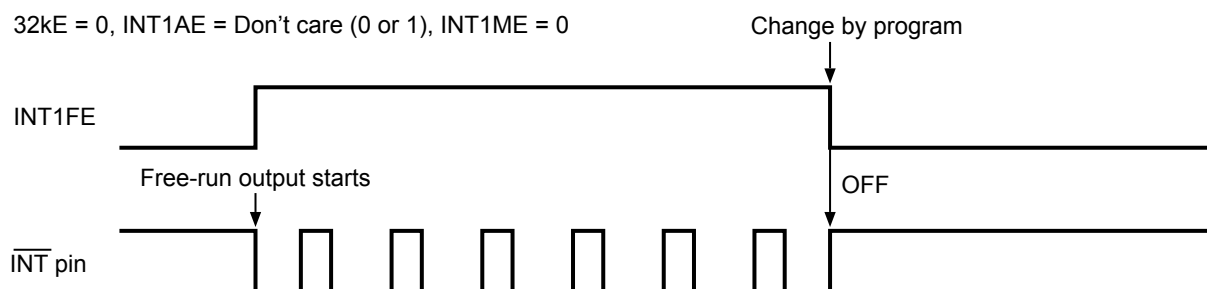 32kE = 0, INT1AE = Don’t care (0 or 1), INT1ME = 0
Change by program
INT1FE
Free-run output starts
OFF
INT pin